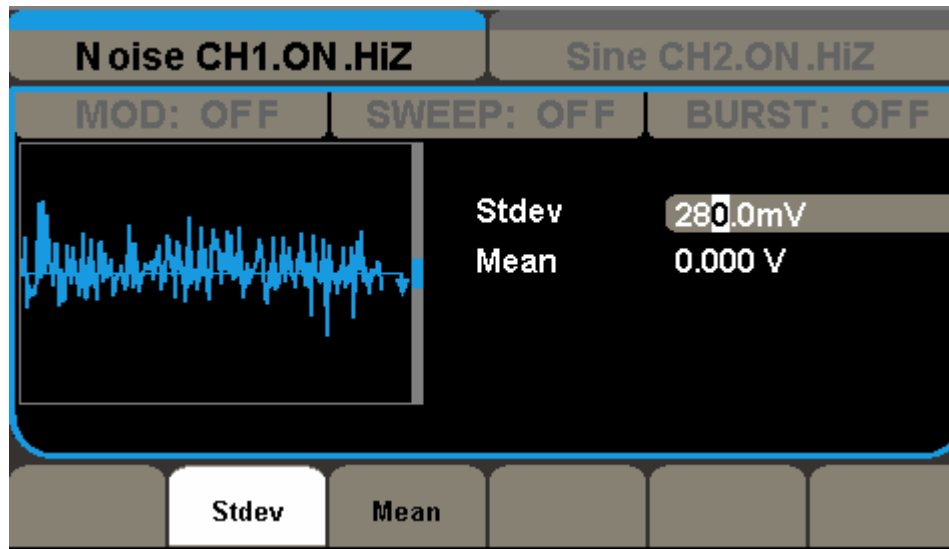 Noise CH1.ON.HiZ
Sine CH2.ON.HiZ
MOD: OFF
SWEEP: OFF
BURST: OFF
Stdev 280.0mV
Mean 0.000 V
Stdev
Mean